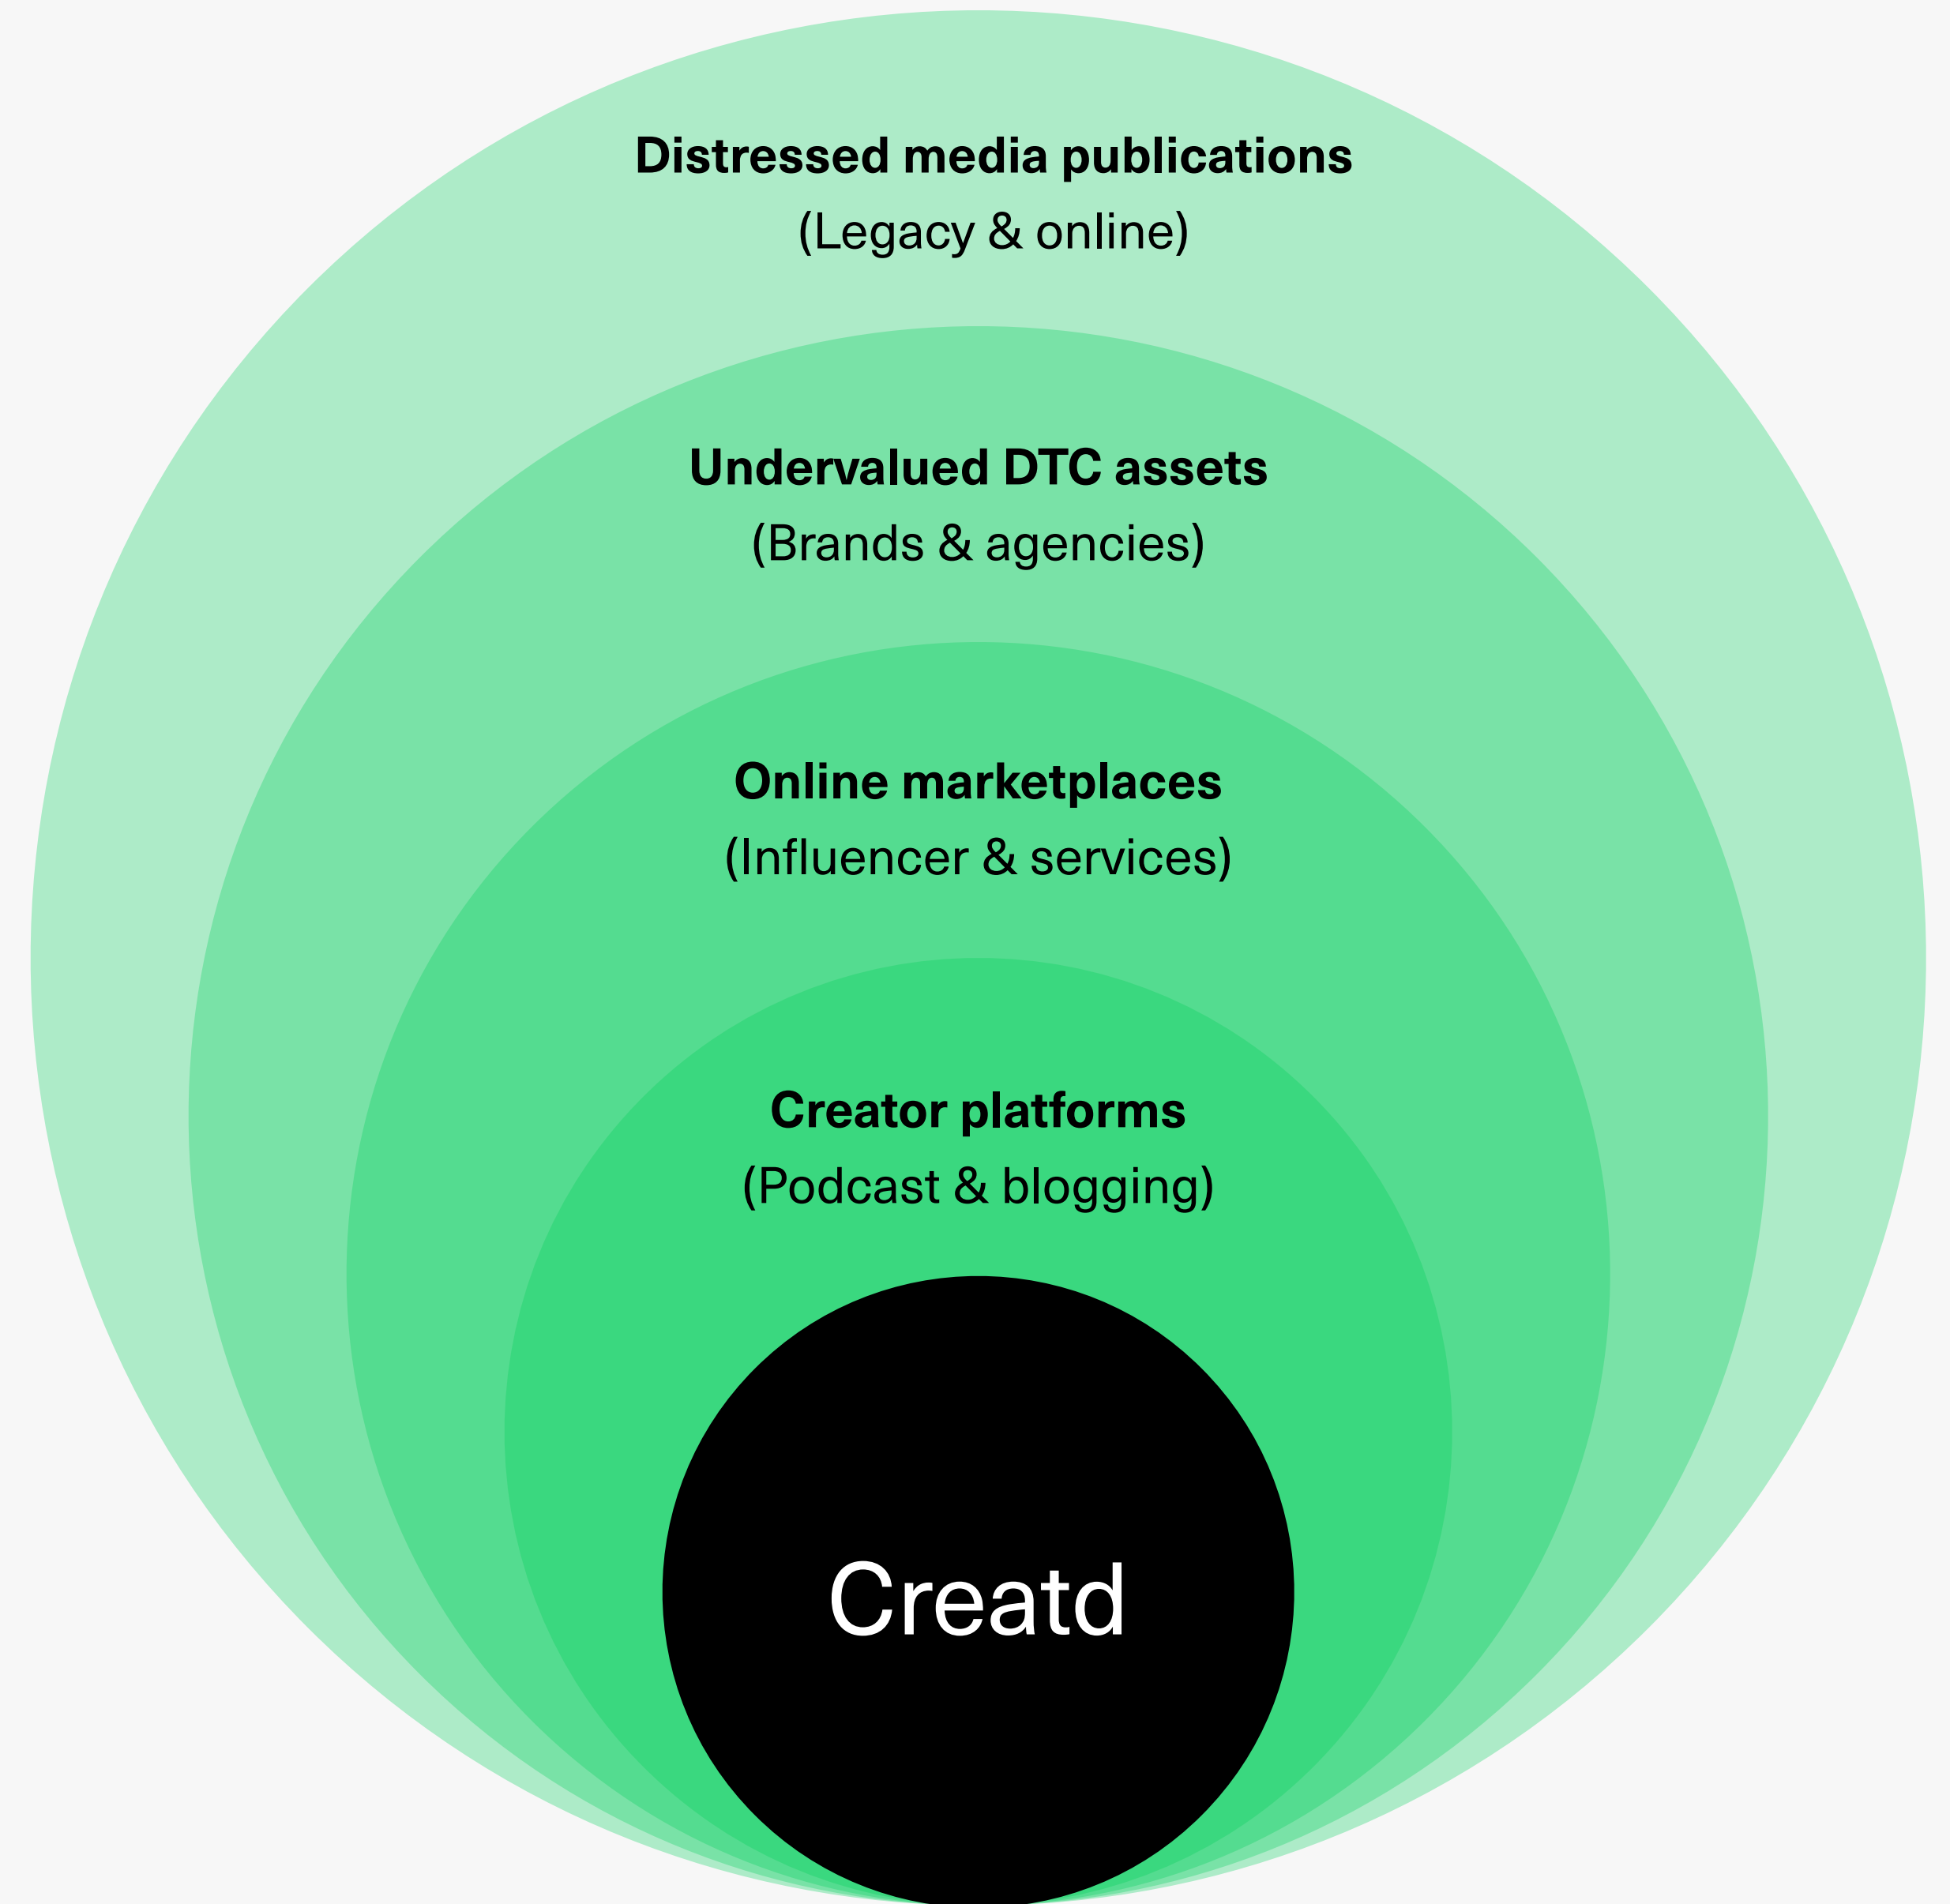 Distressed media publications
(Legacy & online)
Undervalued DTC assets
(Brands & agencies)
Online marketplaces
(Influencer & services)
Creator platforms
(Podcast & blogging)
Creatd